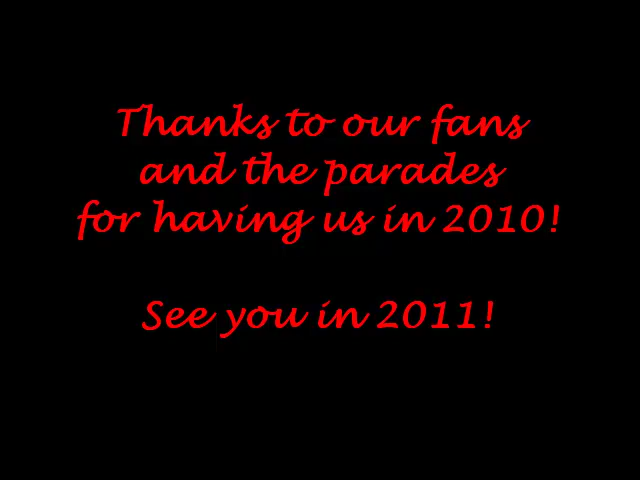 Thanks to our fans
and the parades
for having us in 2010!
See you in 2011!